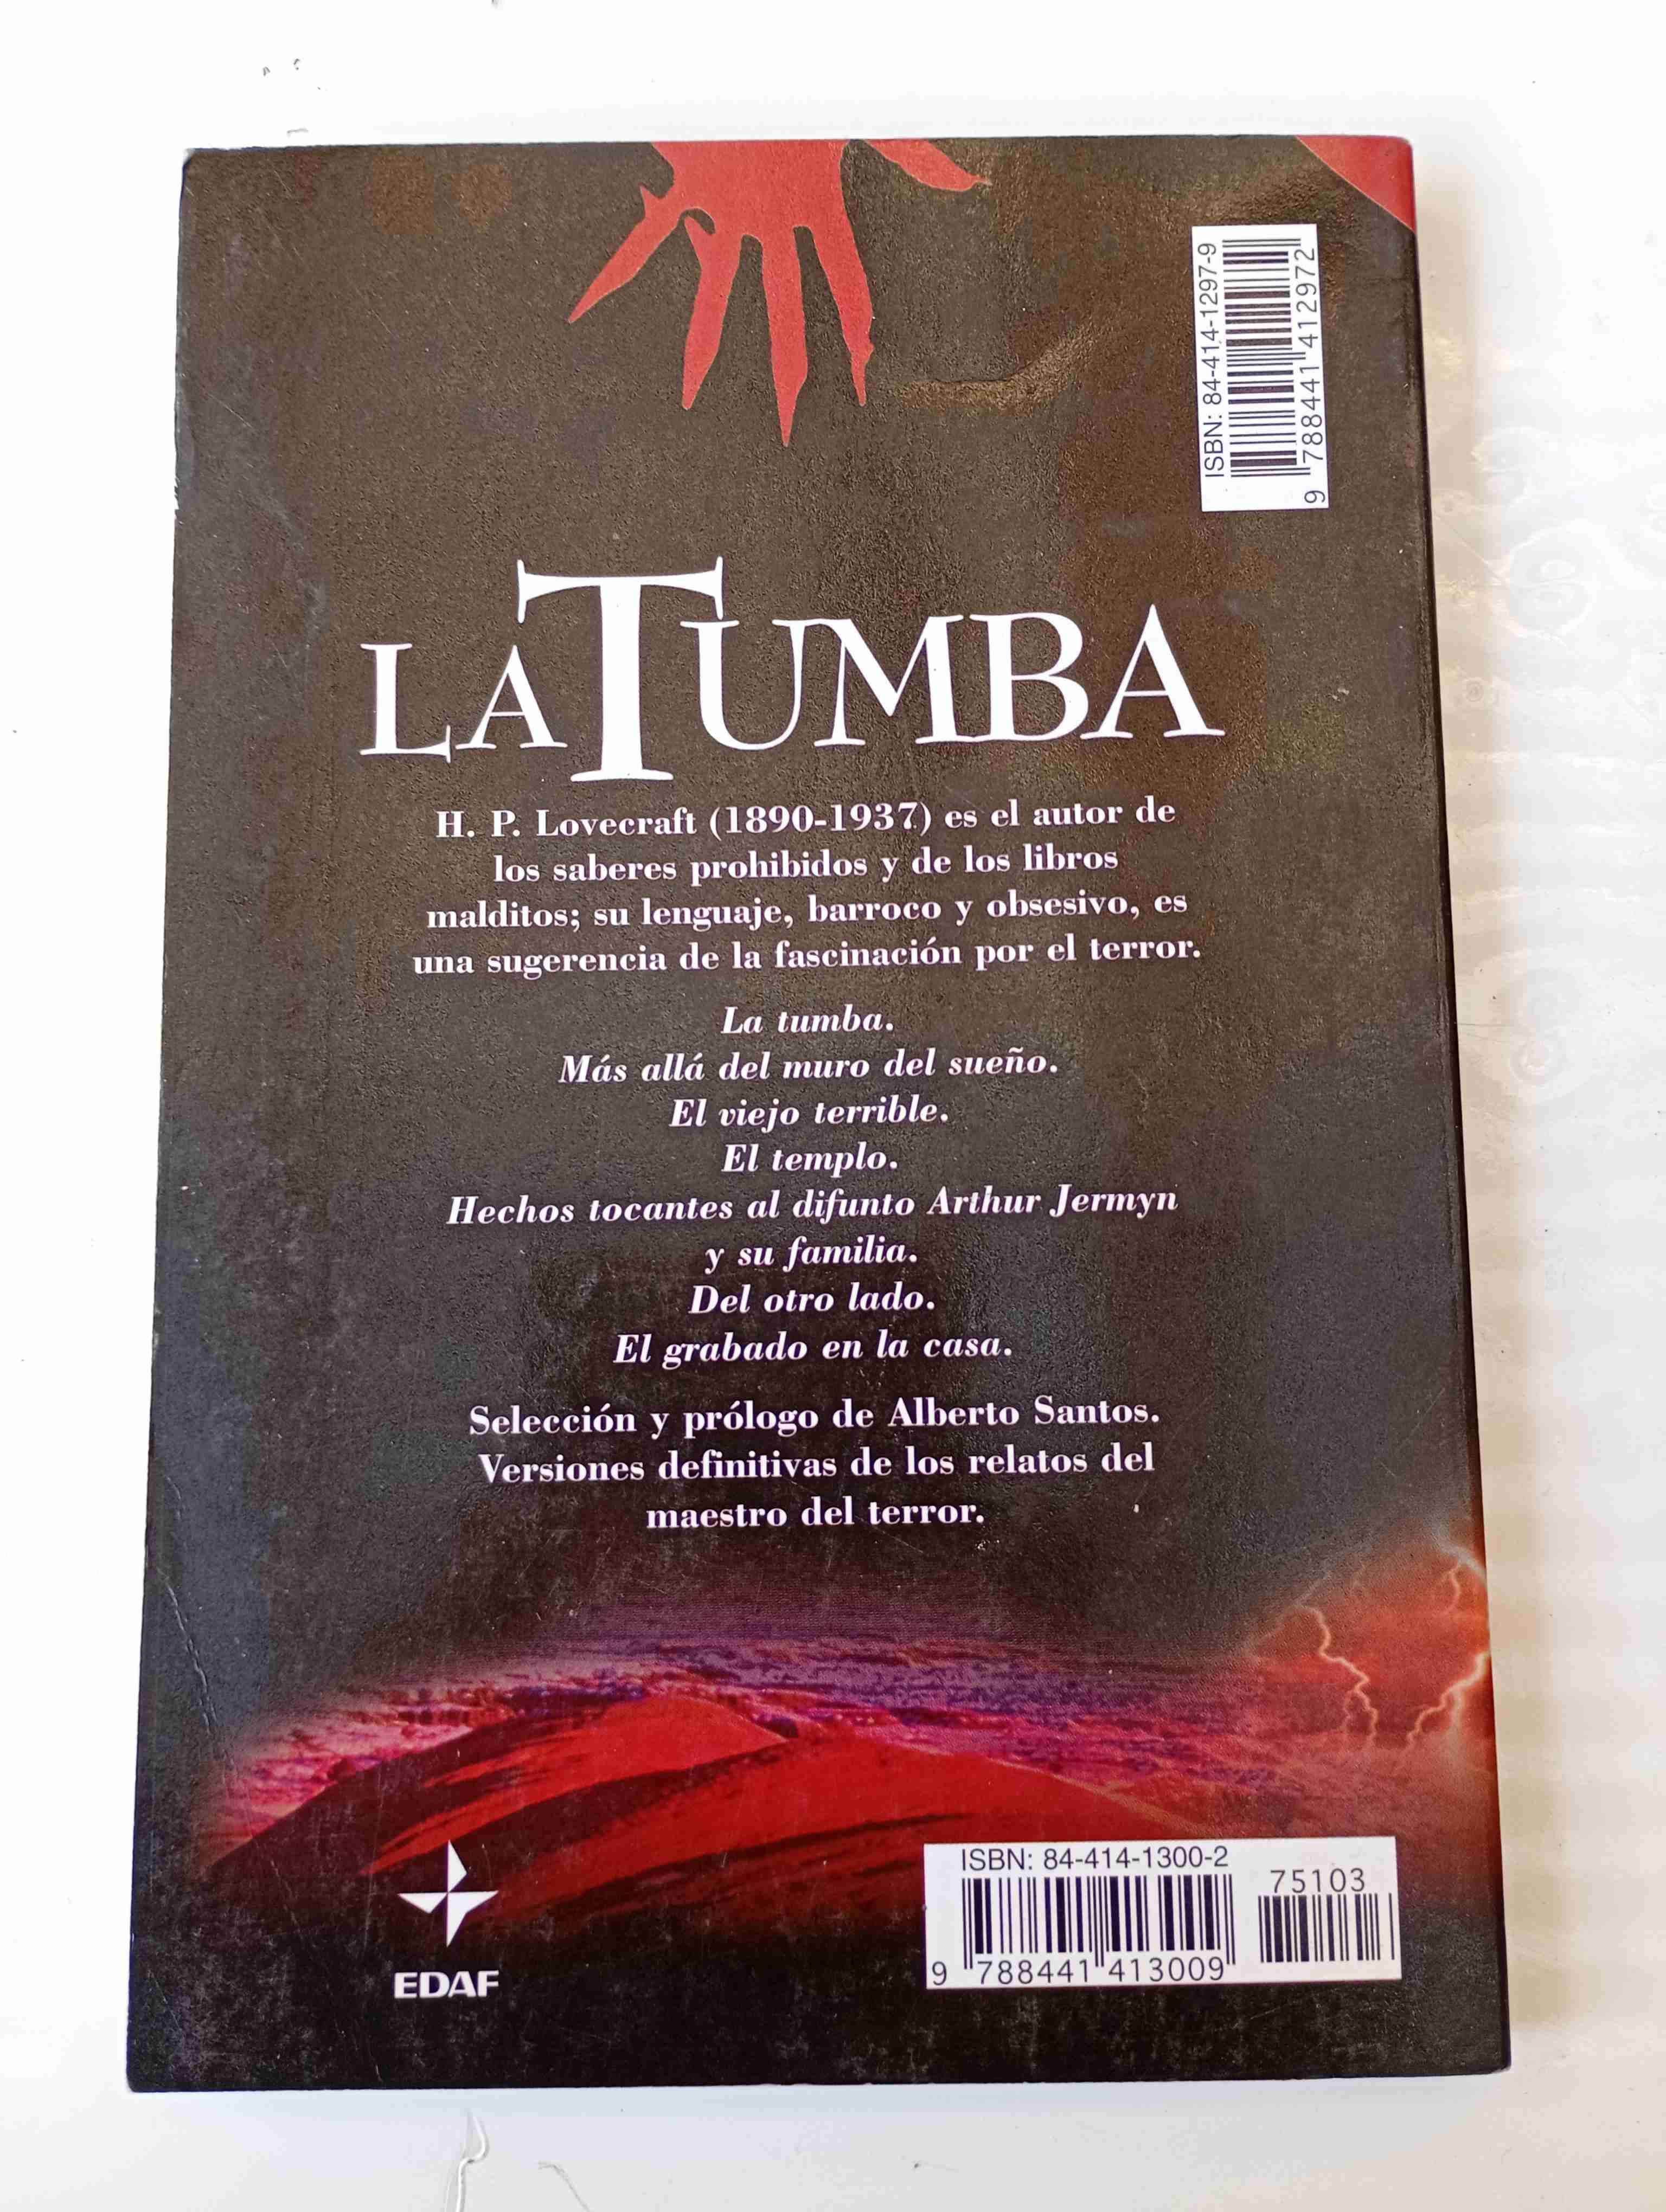 ISBN: 84-414-1297-9
9 788441 412972
LA TUMBA
H. P. Lovecraft (1890-1937) es el autor de
los saberes prohibidos y de los libros
malditos; su lenguaje, barroco y obsesivo, es
una sugerencia de la fascinación por el terror.
La tumba.
Más allá del muro del sueño.
El viejo terrible.
El templo.
Hechos tocantes al difunto Arthur Jermyn
y su familia.
Del otro lado.
El grabado en la casa.
Selección y prólogo de Alberto Santos.
Versiones definitivas de los relatos del
maestro del terror.
EDAF
ISBN: 84-414-1300-2
75103
9 788441 413009